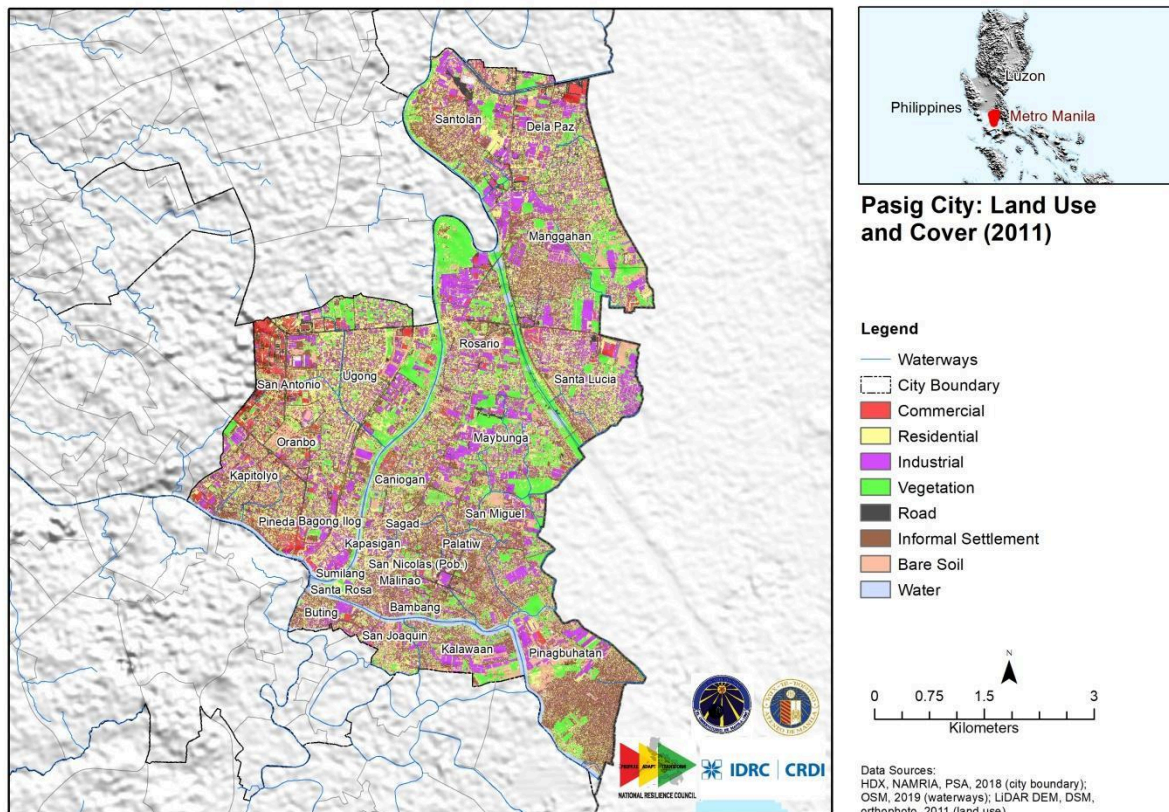 Luzon
Philippines
Metro Manila
Pasig City: Land Use
and Cover (2011)
Legend
Waterways
City Boundary
Commercial
Residential
Industrial
Vegetation
Road
Informal Settlement
Bare Soil
Water
N
0 0.75 1.5 3
Kilometers
Data Sources:
HDX, NAMRIA, PSA, 2018 (city boundary);
OSM, 2019 (waterways); LiDAR DEM, DSM,
orthophoto, 2011 (land use)
Santolan
Dela Paz
Manggahan
Rosario
Santa Lucia
San Antonio
Ugong
Oranbo
Maybunga
Kapitolyo
Caniogan
San Miguel
Pineda
Bagong Ilog
Sagad
Kapasigan
Palatiw
San Nicolas (Pob.)
Sumilang
Malinao
Santa Rosa
Buting
Bambang
San Joaquin
Kalawaan
Pinagbuhatan
ADAPT
NATIONAL RESILIENCE COUNCIL
IDRC | CRDI